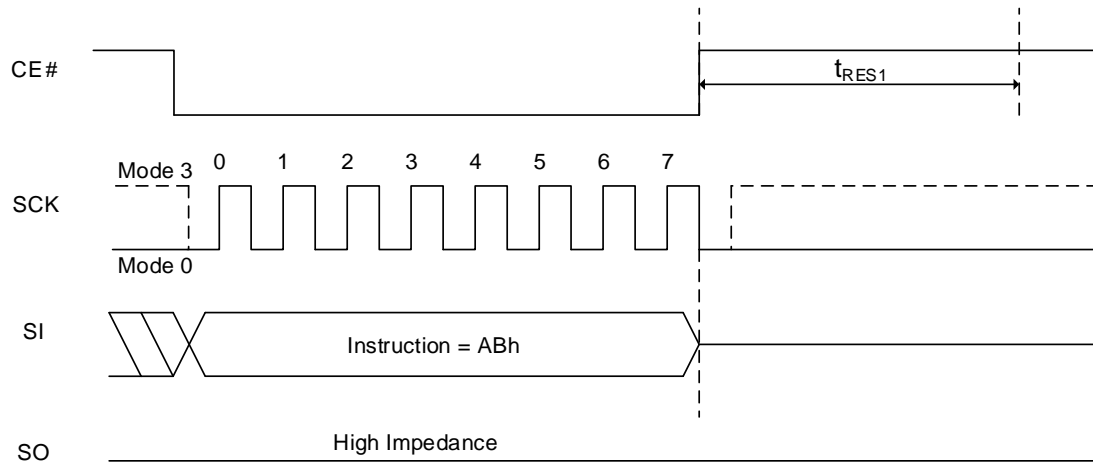 CE#
tRES1
Mode 3
0 1 2 3 4 5 6 7
SCK
Mode 0
SI
Instruction = ABh
High Impedance
SO